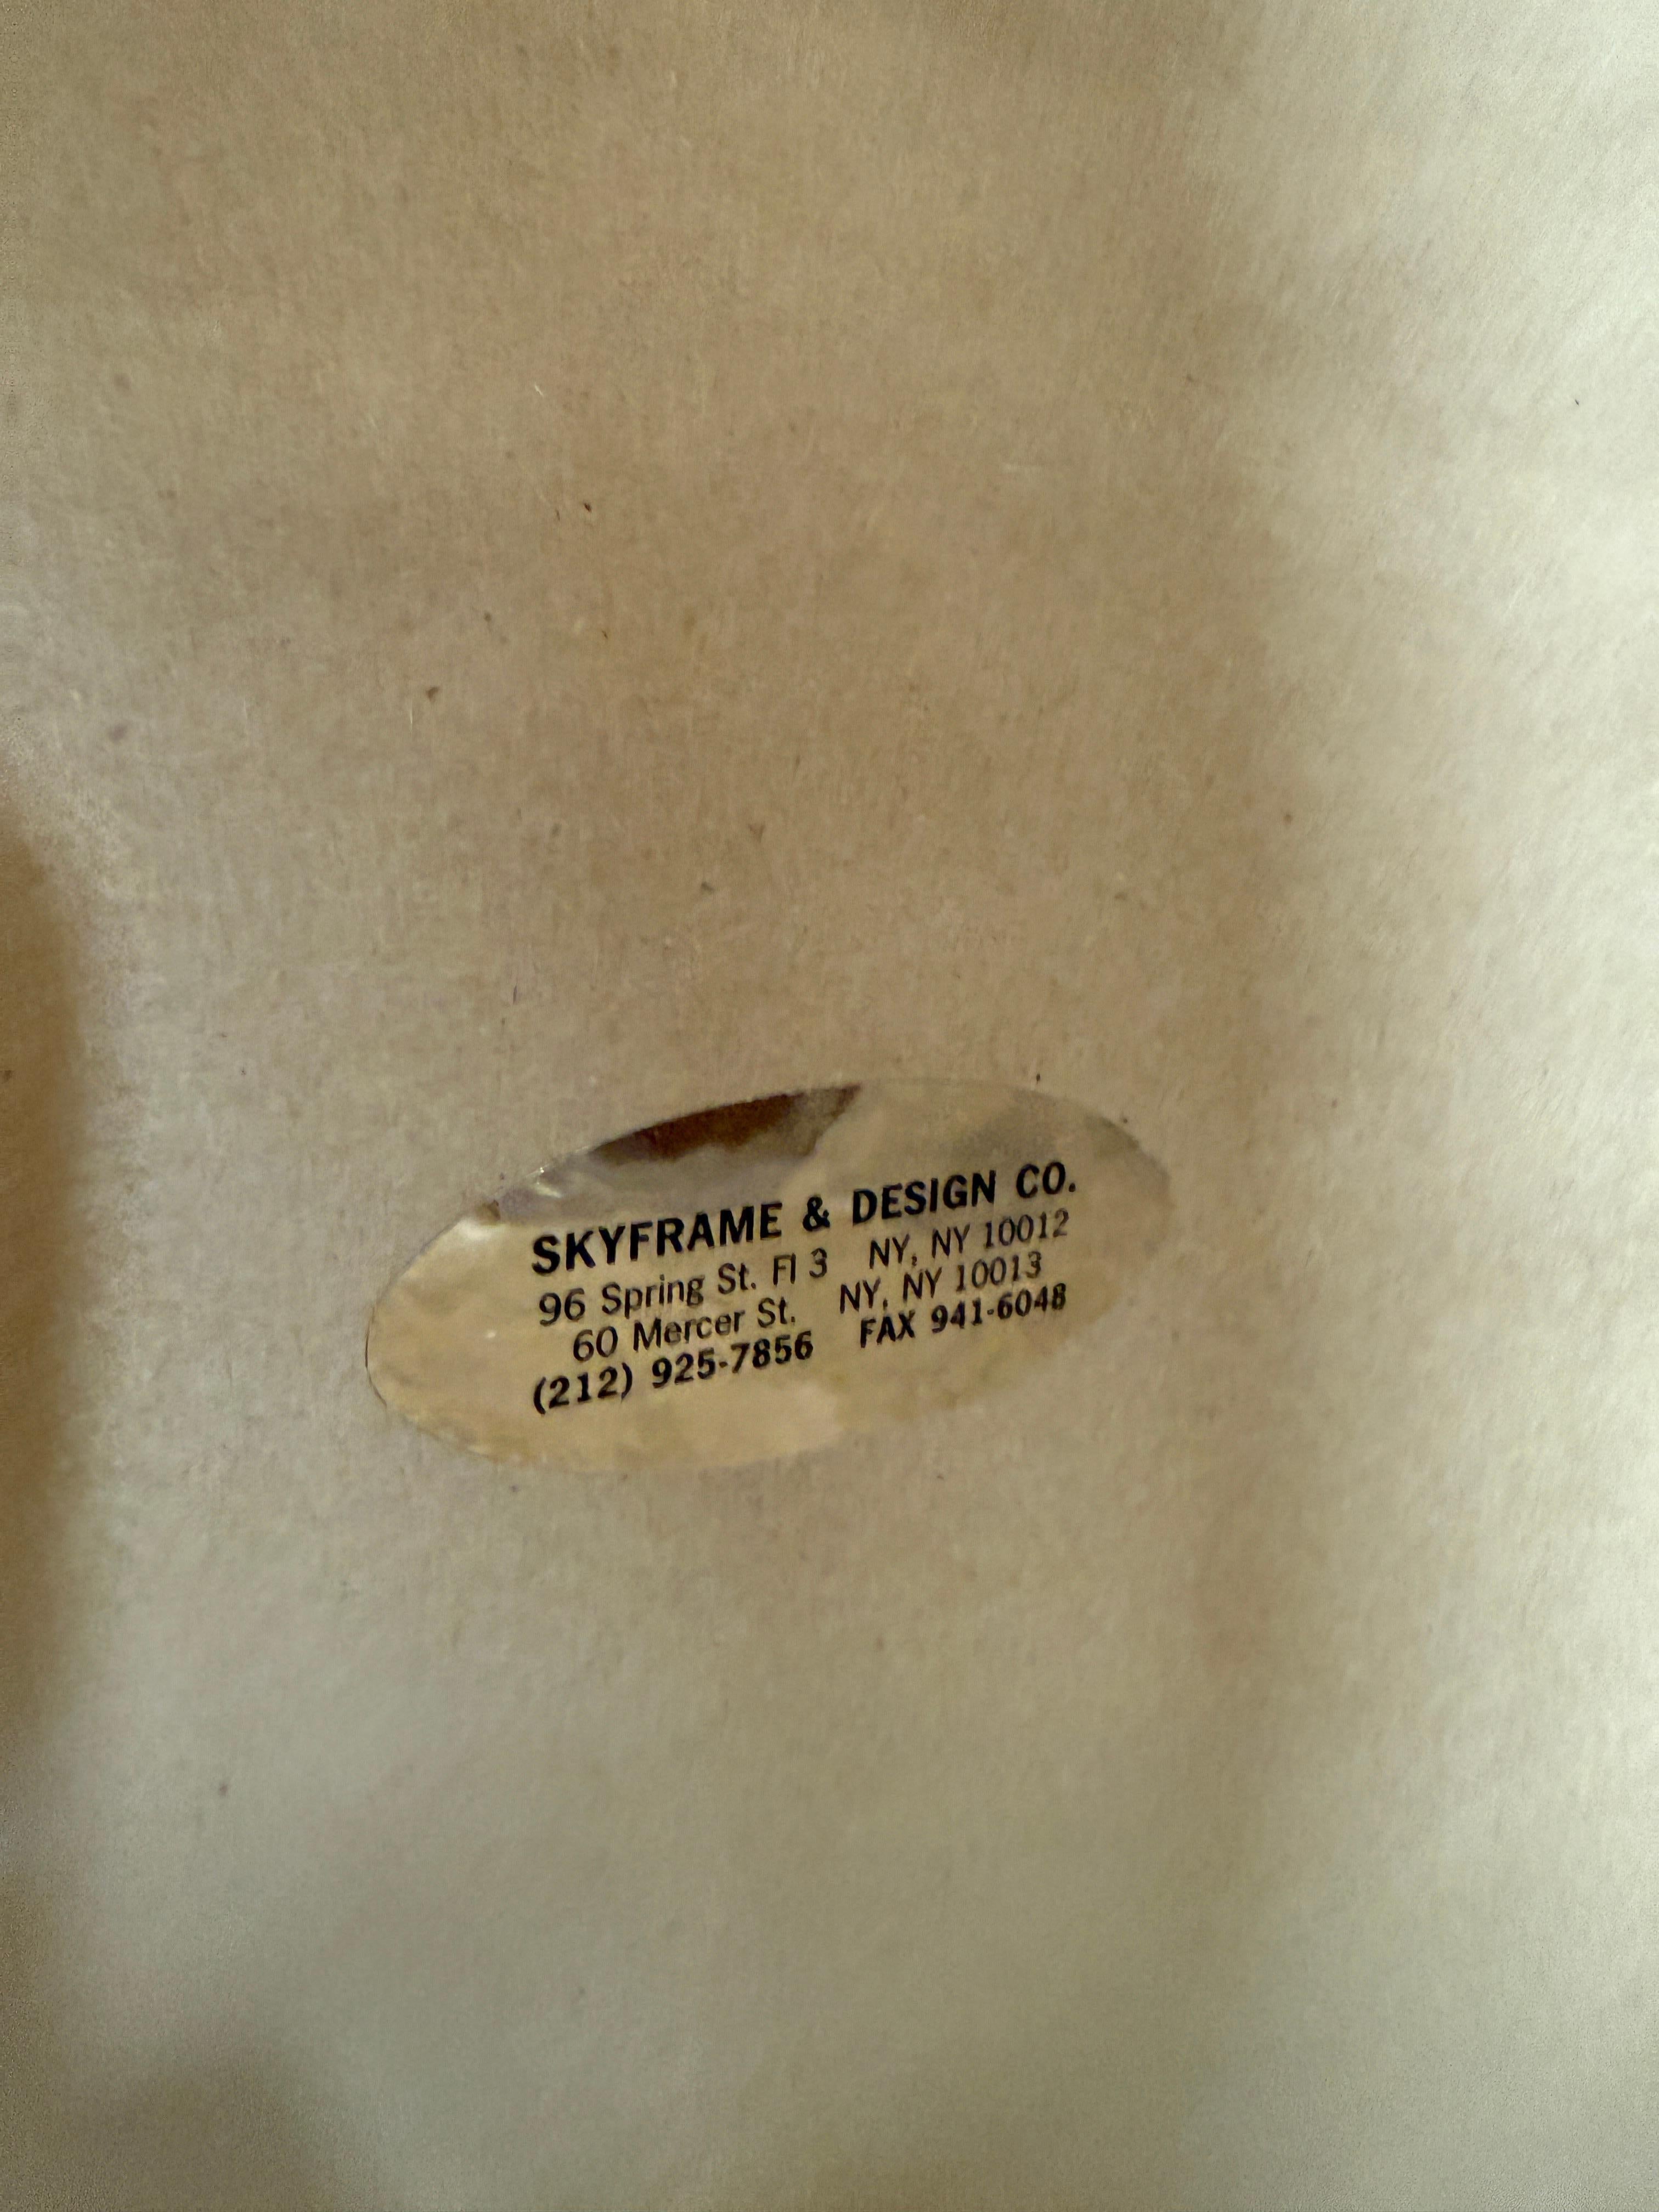 SKYFRAME & DESIGN CO.
96 Spring St. Fl 3 NY, NY 10012
60 Mercer St. NY, NY 10013
(212) 925-7856 FAX 941-6048